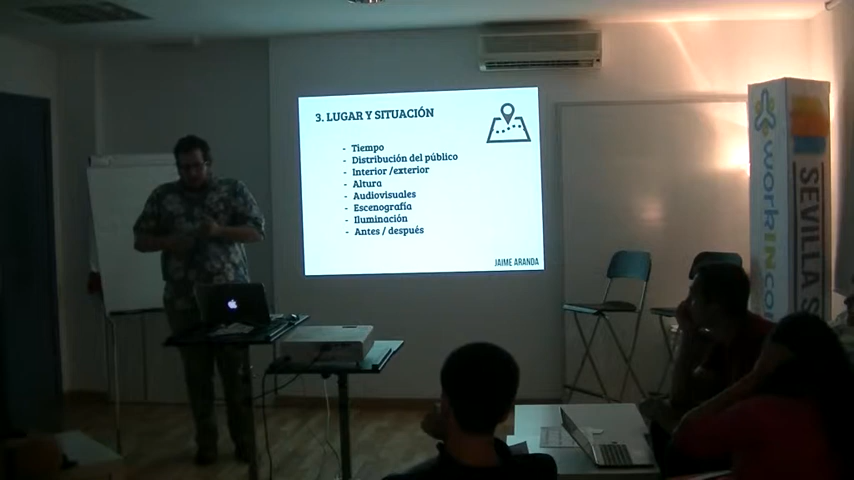 3. LUGAR Y SITUACIÓN
- Tiempo
- Distribución del público
- Interior /exterior
- Altura
- Audiovisuales
- Escenografía
- Iluminación
- Antes / después
JAIME ARANDA
workIN.co
SEVILLA S